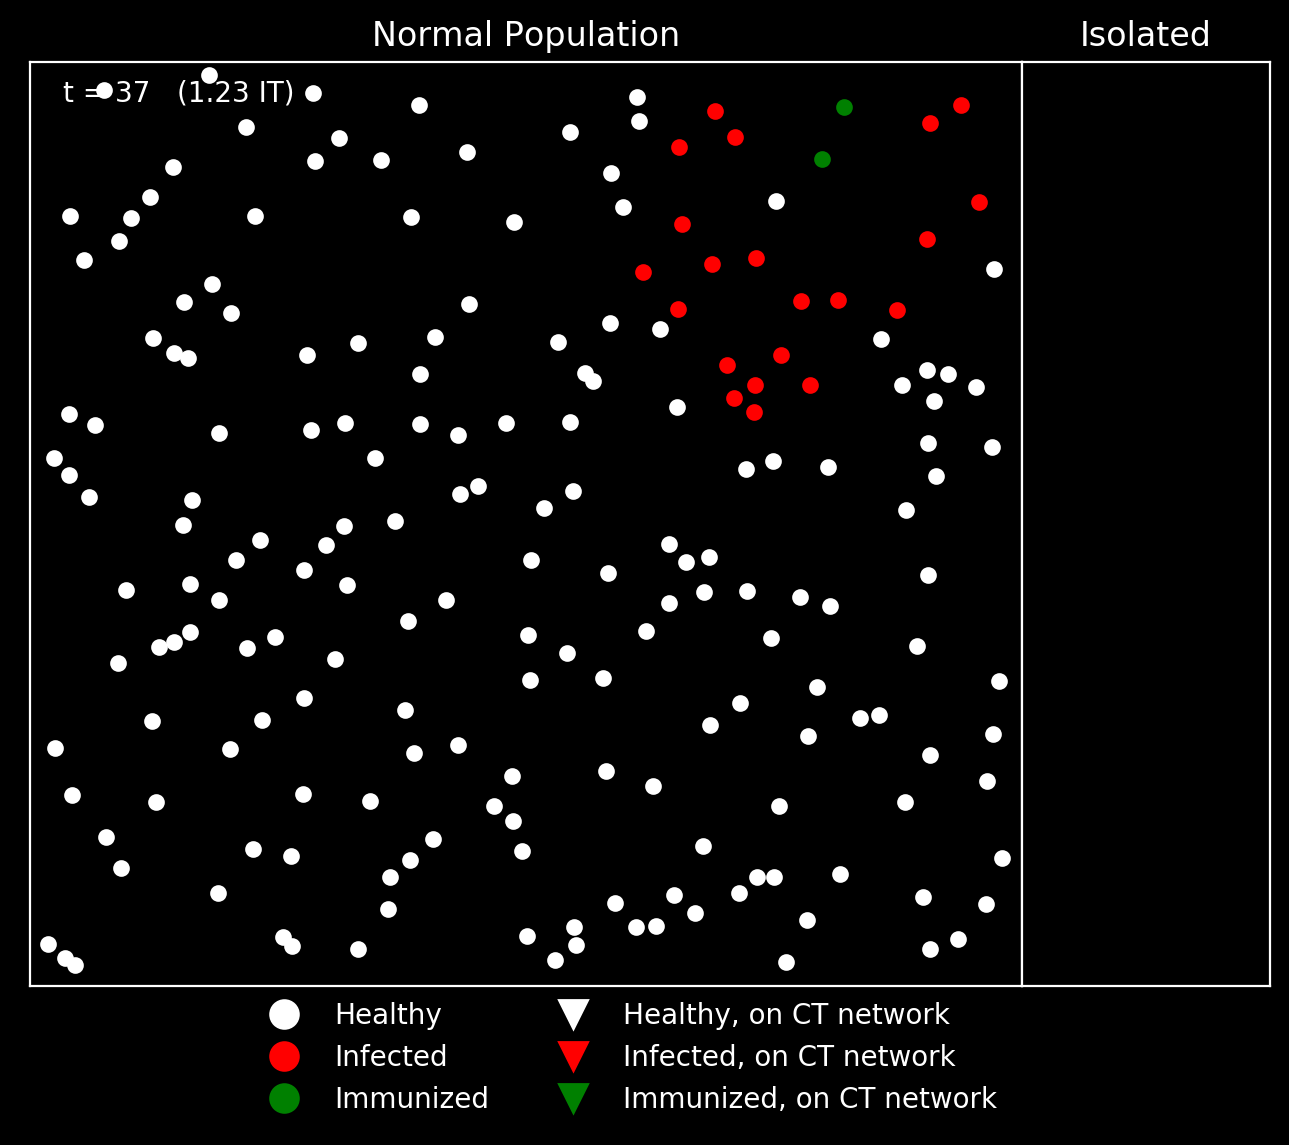 Normal Population
Isolated
t = 37 (1.23 IT)
Healthy
Healthy, on CT network
Infected
Infected, on CT network
Immunized
Immunized, on CT network